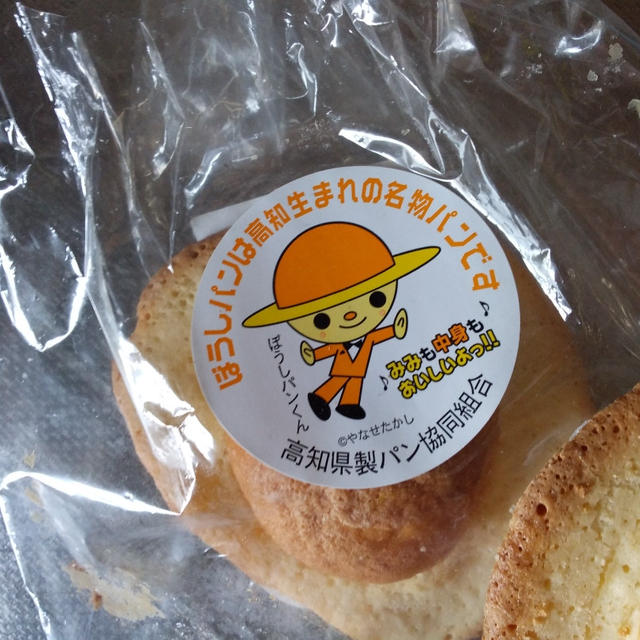 ぼうしパンは高知生まれの名物パンです
ぼうしパンくん
♪みみも中身も♪
おいしいよっ!!
©やなせたかし
高知県製パン協同組合